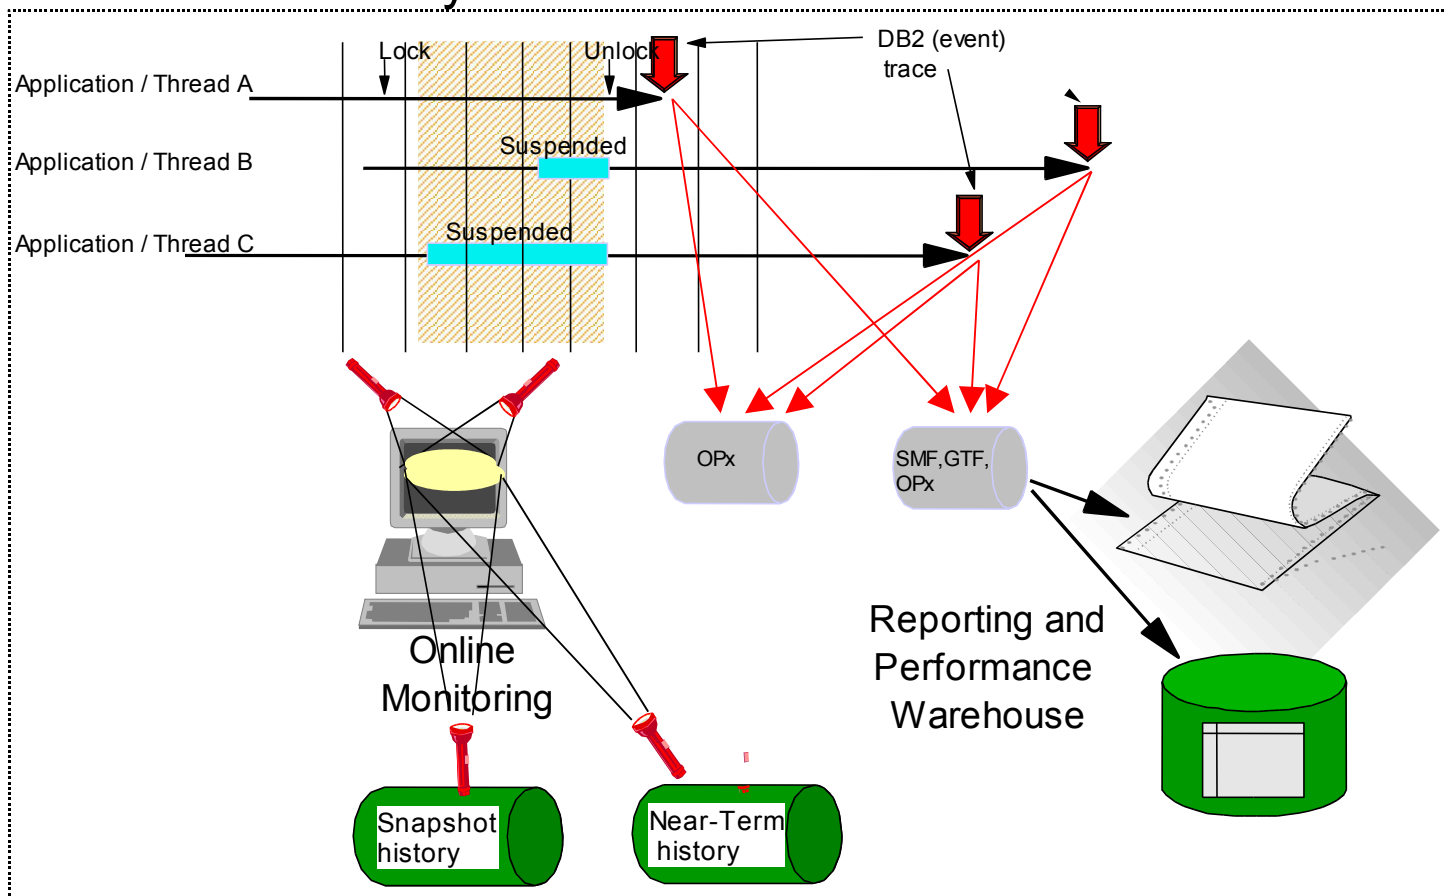 Lock
Unlock
DB2 (event)
trace
Application / Thread A
Suspended
Application / Thread B
Suspended
Application / Thread C
OPx
SMF,GTF,
OPx
Online
Monitoring
Reporting and
Performance
Warehouse
Snapshot
history
Near-Term
history